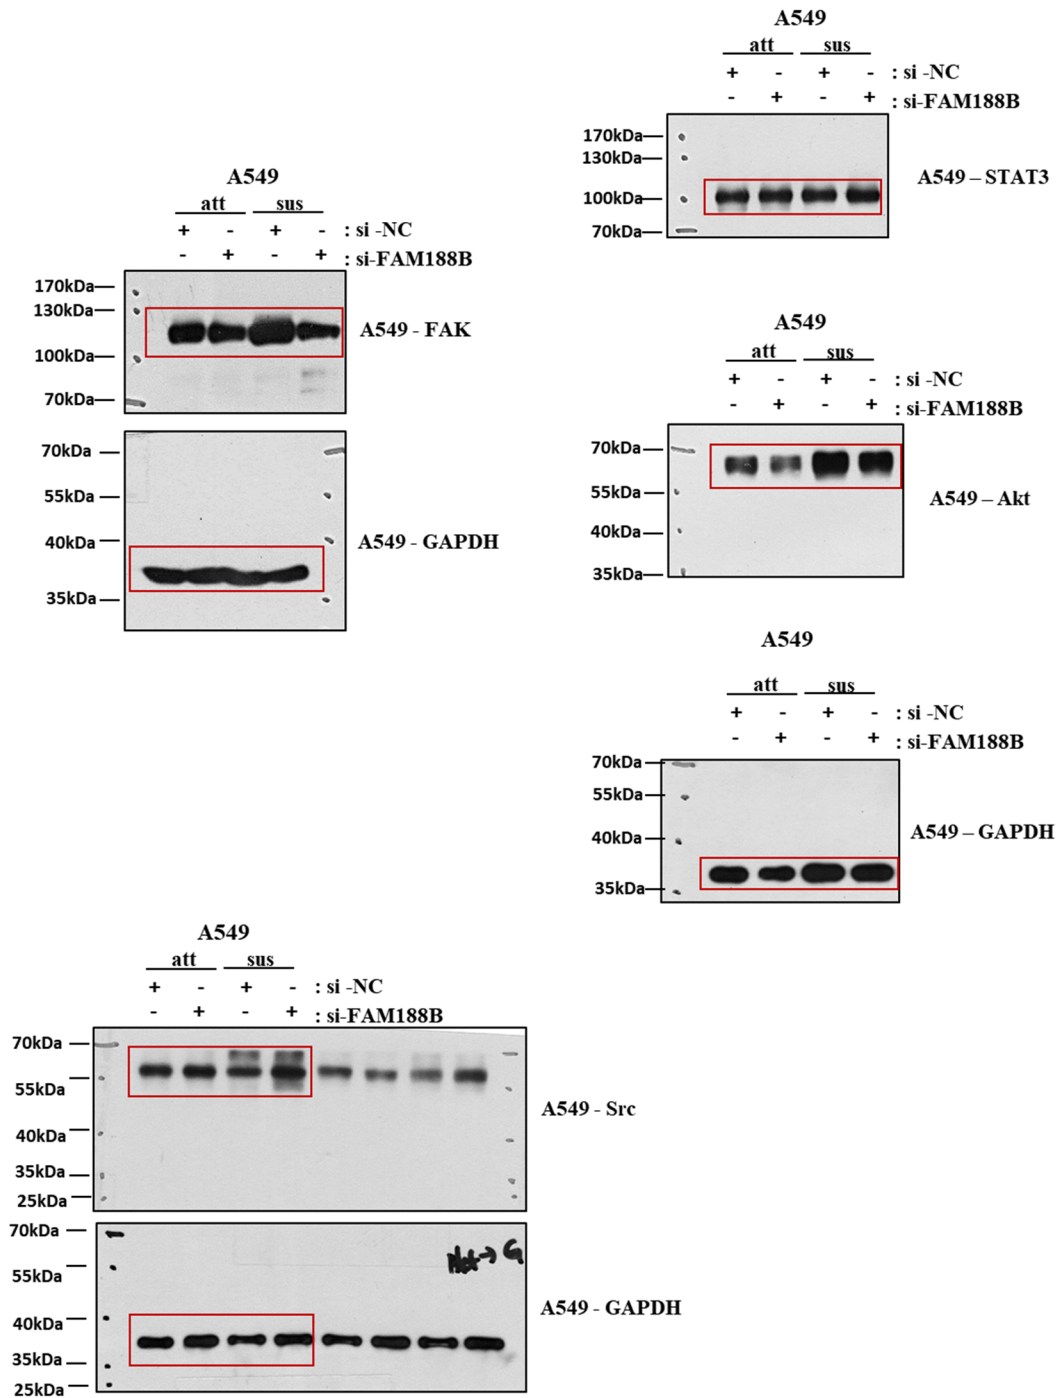 A549
att sus
+ - + - : si -NC
- + - + : si-FAM188B
170kDa
130kDa
100kDa
70kDa
A549 - FAK
70kDa
55kDa
40kDa
35kDa
A549 - GAPDH
A549
att sus
+ - + - : si -NC
- + - + : si-FAM188B
170kDa
130kDa
100kDa
70kDa
A549 – STAT3
A549
att sus
+ - + - : si -NC
- + - + : si-FAM188B
70kDa
55kDa
40kDa
35kDa
A549 – Akt
A549
att sus
+ - + - : si -NC
- + - + : si-FAM188B
70kDa
55kDa
40kDa
35kDa
A549 – GAPDH
A549
att sus
+ - + - : si -NC
- + - + : si-FAM188B
70kDa
55kDa
40kDa
35kDa
25kDa
A549 - Src
70kDa
55kDa
40kDa
35kDa
25kDa
A549 - GAPDH